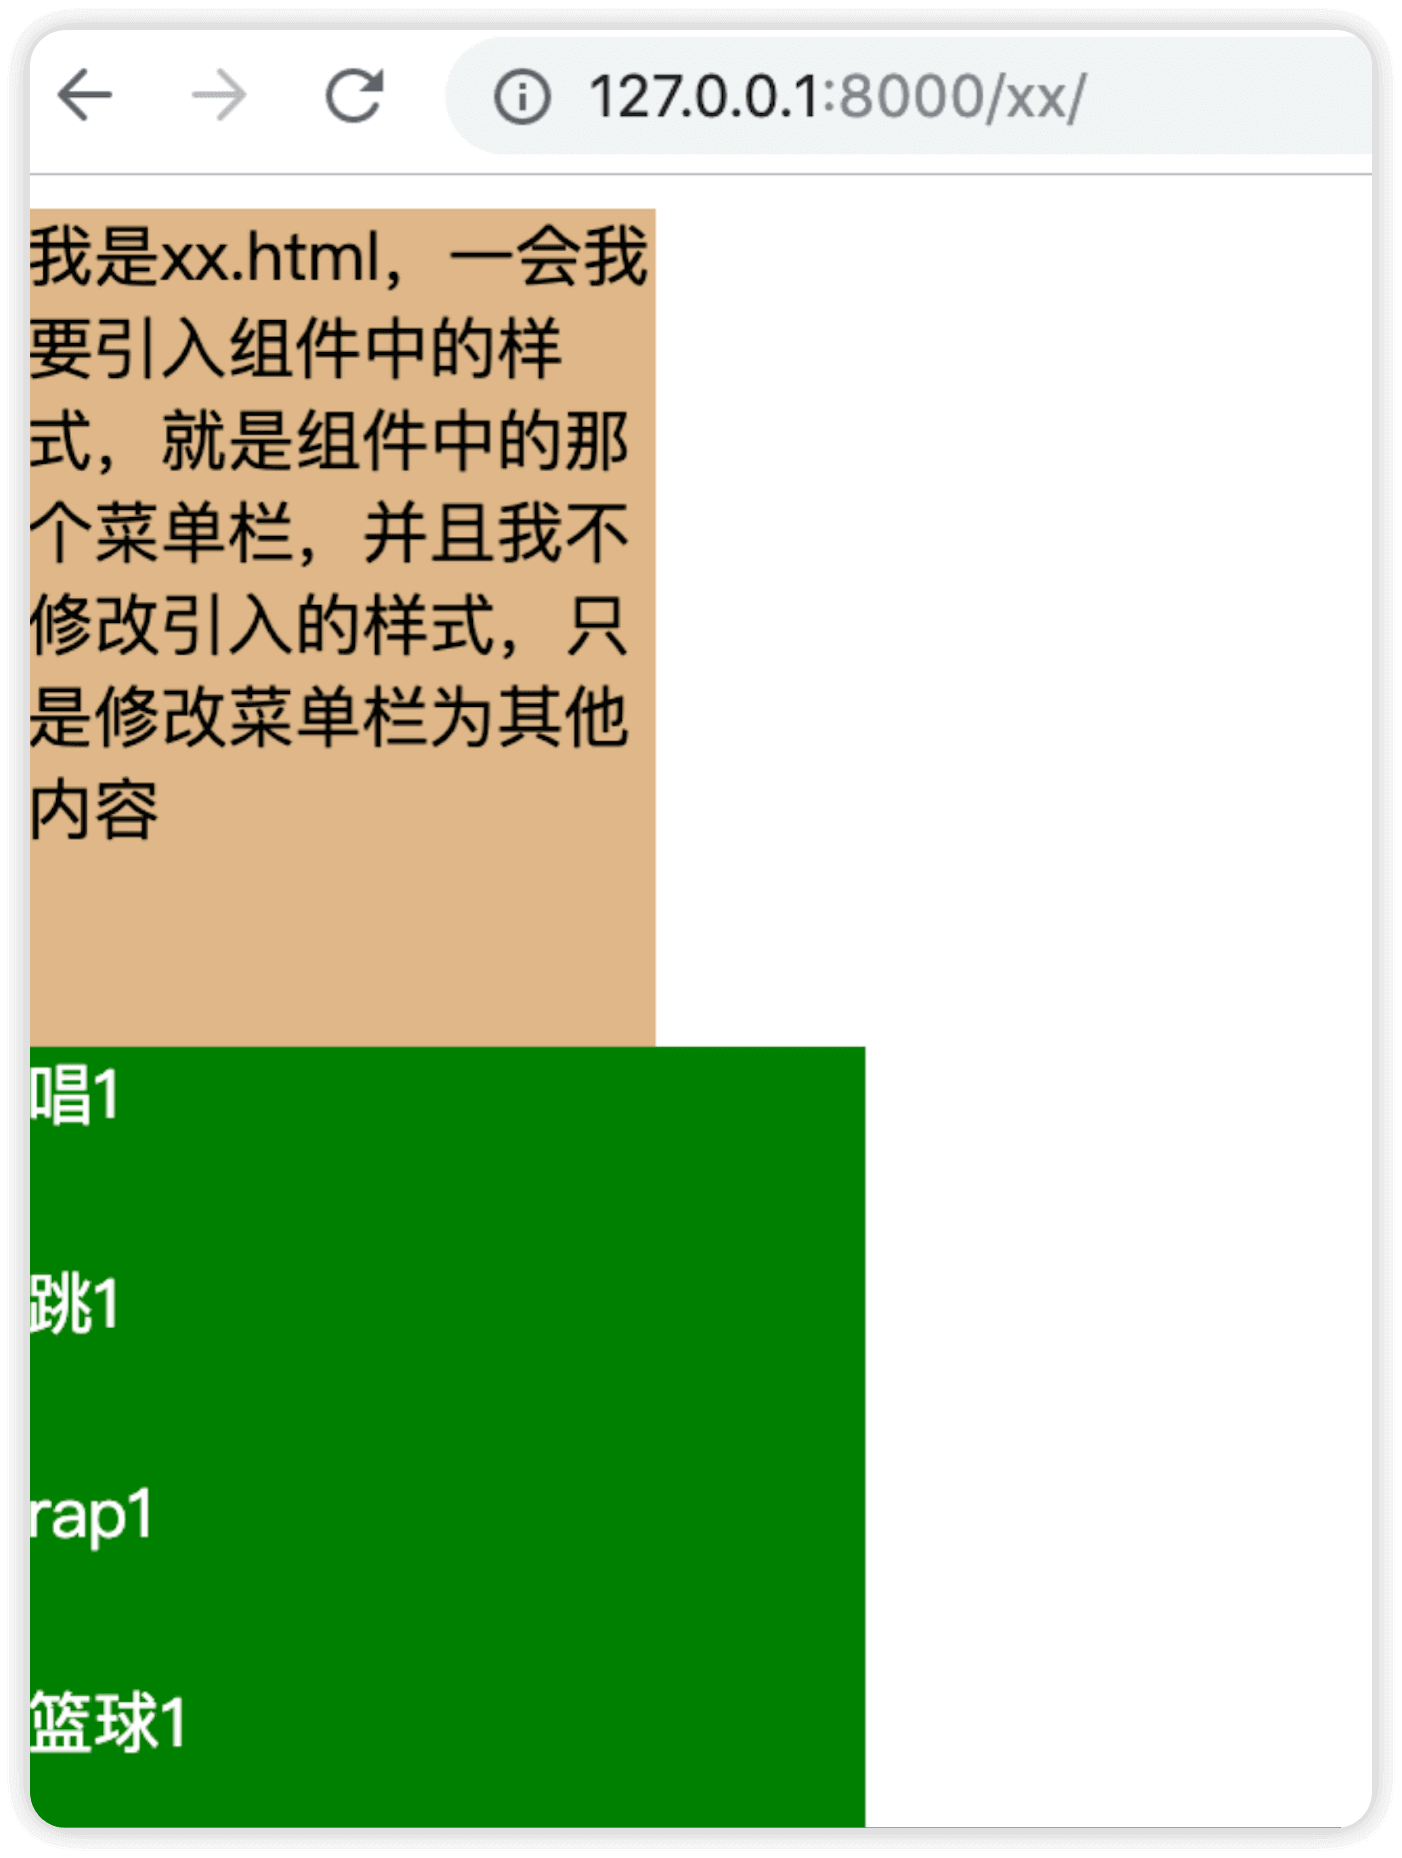 127.0.0.1:8000/xx/
我是xx.html，一会我
要引入组件中的样
式，就是组件中的那
个菜单栏，并且我不
修改引入的样式，只
是修改菜单栏为其他
内容
唱1
跳1
rap1
篮球1